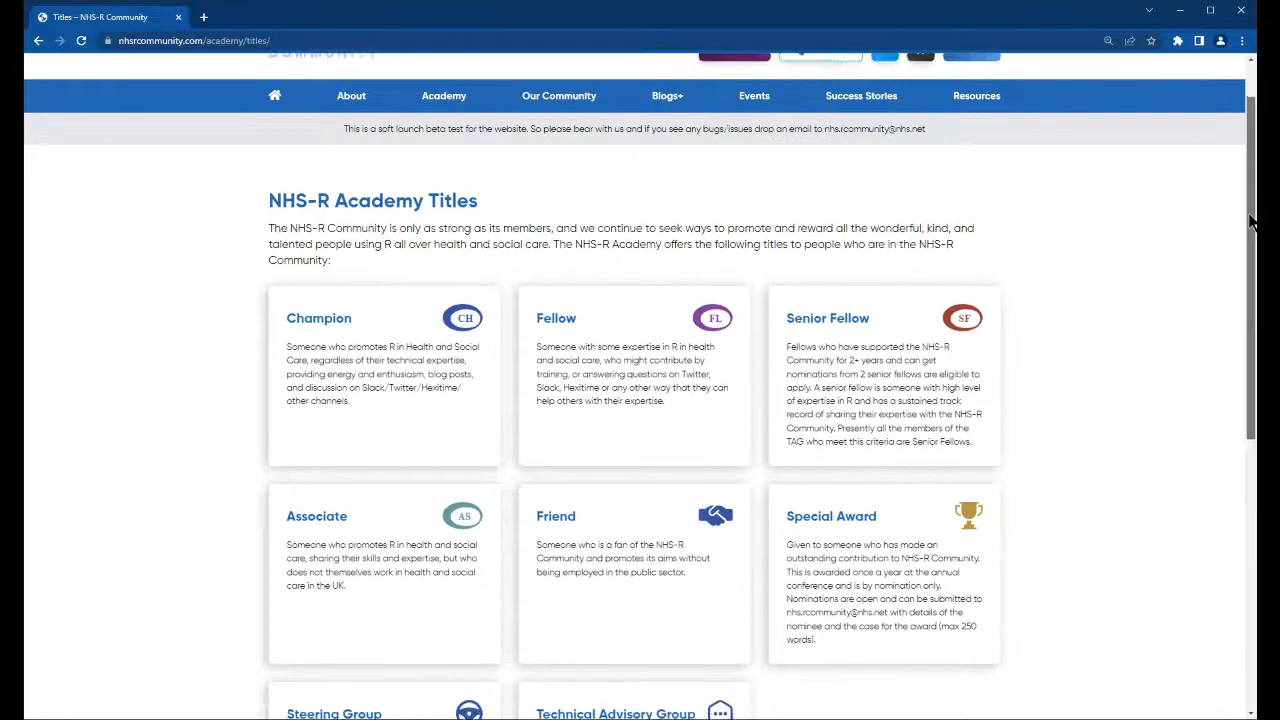 Titles – NHS-R Community
nhsrcommunity.com/academy/titles/
About
Academy
Our Community
Blogs+
Events
Success Stories
Resources
This is a soft launch beta test for the website. So please bear with us and if you see any bugs/issues drop an email to nhs.rcommunity@nhs.net
NHS-R Academy Titles
The NHS-R Community is only as strong as its members, and we continue to seek ways to promote and reward all the wonderful, kind, and
talented people using R all over health and social care. The NHS-R Academy offers the following titles to people who are in the NHS-R
Community:
Champion
CH
Someone who promotes R in Health and Social
Care, regardless of their technical expertise,
providing energy and enthusiasm, blog posts,
and discussion on Slack/Twitter/Hexitime/
other channels.
Fellow
FL
Someone with some expertise in R in health
and social care, who might contribute by
training, or answering questions on Twitter,
Slack, Hexitime or any other way that they can
help others with their expertise.
Senior Fellow
SF
Fellows who have supported the NHS-R
Community for 2+ years and can get
nominations from 2 senior fellows are eligible to
apply. A senior fellow is someone with high level
of expertise in R and has a sustained track
record of sharing their expertise with the NHS-R
Community. Presently all the members of the
TAG who meet this criteria are Senior Fellows.
Associate
AS
Someone who promotes R in health and social
care, sharing their skills and expertise, but who
does not themselves work in health and social
care in the UK.
Friend
Someone who is a fan of the NHS-R
Community and promotes its aims without
being employed in the public sector.
Special Award
Given to someone who has made an
outstanding contribution to NHS-R Community.
This is awarded once a year at the annual
conference and is by nomination only.
Nominations are open and can be submitted to
nhs.rcommunity@nhs.net with details of the
nominee and the case for the award (max 250
words).
Steering Group
Technical Advisory Group